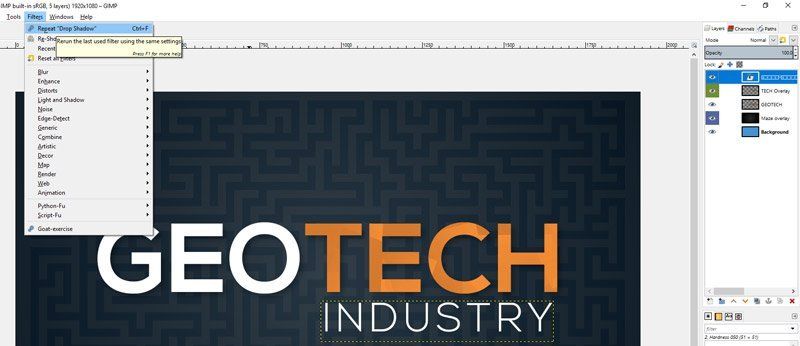 GIMP built-in sRGB, 5 layers) 1920x1080 – GIMP
Tools Filters Windows Help
Repeat "Drop Shadow" Ctrl+F
Rerun the last used filter using the same settings
Press F1 for more help
Reset all Filters
Blur
Enhance
Distorts
Light and Shadow
Noise
Edge-Detect
Generic
Combine
Artistic
Decor
Map
Render
Web
Animation
Python-Fu
Script-Fu
Goat-exercise
GEOTECH
INDUSTRY
Layers Channels Paths
Mode Normal
Opacity 100.0
Lock:
TECH Overlay
GEOTECH
Maze overlay
Background
filter
2. Hardness 050 (51 × 51)